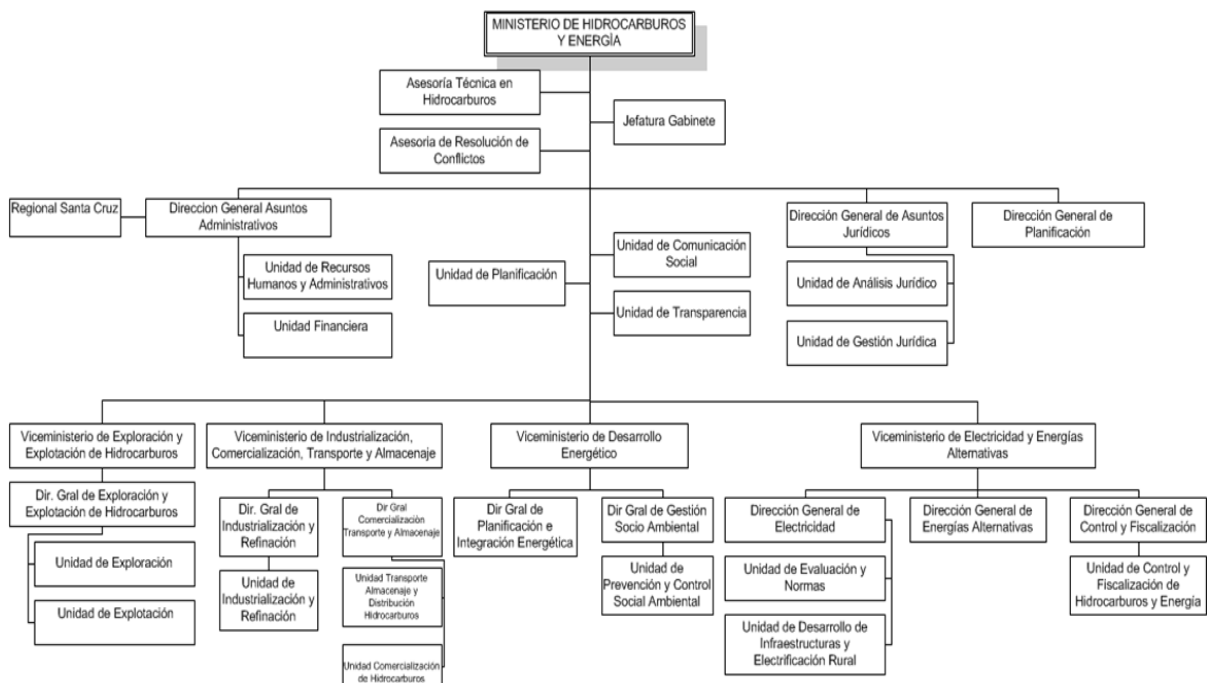 MINISTERIO DE HIDROCARBUROS
Y ENERGÍA
Asesoría Técnica en
Hidrocarburos
Jefatura Gabinete
Asesoria de Resolución de
Conflictos
Regional Santa Cruz
Direccion General Asuntos
Administrativos
Dirección General de Asuntos
Jurídicos
Dirección General de
Planificación
Unidad de Recursos
Humanos y Administrativos
Unidad de Planificación
Unidad de Comunicación
Social
Unidad de Análisis Jurídico
Unidad Financiera
Unidad de Transparencia
Unidad de Gestión Jurídica
Viceministerio de Exploración y
Explotación de Hidrocarburos
Viceministerio de Industrialización,
Comercialización, Transporte y Almacenaje
Viceministerio de Desarrollo
Energético
Viceministerio de Electricidad y Energías
Alternativas
Dir. Gral de Exploración y
Explotación de Hidrocarburos
Dir. Gral de
Industrialización y
Refinación
Dir Gral
Comercializaciòn
Transporte y Almacenaje
Dir Gral de
Planificación e
Integración Energética
Dir Gral de Gestión
Socio Ambiental
Dirección General de
Electricidad
Dirección General de
Energías Alternativas
Dirección General de
Control y Fiscalización
Unidad de Exploración
Unidad de
Industrialización y
Refinación
Unidad Transporte
Almacenaje y
Distribución
Hidrocarburos
Unidad de
Prevención y Control
Social Ambiental
Unidad de Evaluación y
Normas
Unidad de Control y
Fiscalización de
Hidrocarburos y Energía
Unidad de Explotación
Unidad Comercialización
de Hidrocarburos
Unidad de Desarrollo de
Infraestructuras y
Electrificación Rural